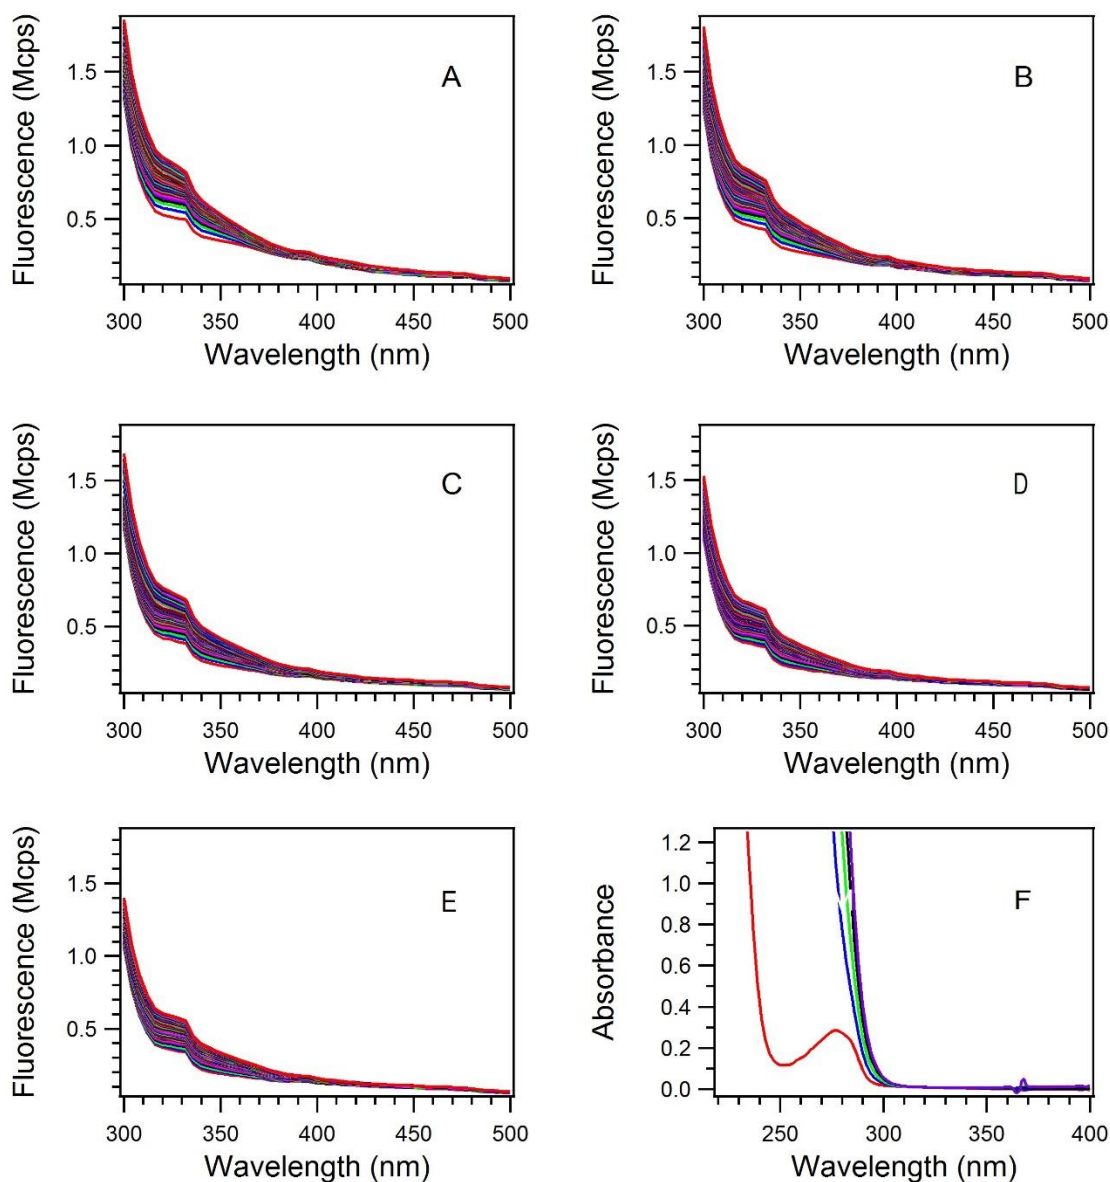 Fluorescence (Mcps)
1.5
1.0
0.5
A
300 350 400 450 500
Wavelength (nm)
Fluorescence (Mcps)
1.5
1.0
0.5
B
300 350 400 450 500
Wavelength (nm)
Fluorescence (Mcps)
1.5
1.0
0.5
C
300 350 400 450 500
Wavelength (nm)
Fluorescence (Mcps)
1.5
1.0
0.5
D
300 350 400 450 500
Wavelength (nm)
Fluorescence (Mcps)
1.5
1.0
0.5
E
300 350 400 450 500
Wavelength (nm)
Absorbance
1.2
1.0
0.8
0.6
0.4
0.2
0.0
F
250 300 350 400
Wavelength (nm)